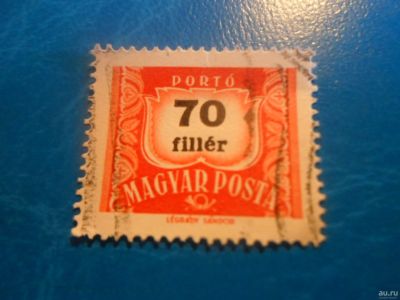 PORTÓ
70
fillér
MAGYAR POSTA
LÉGRÁDY SÁNDOR
au.ru